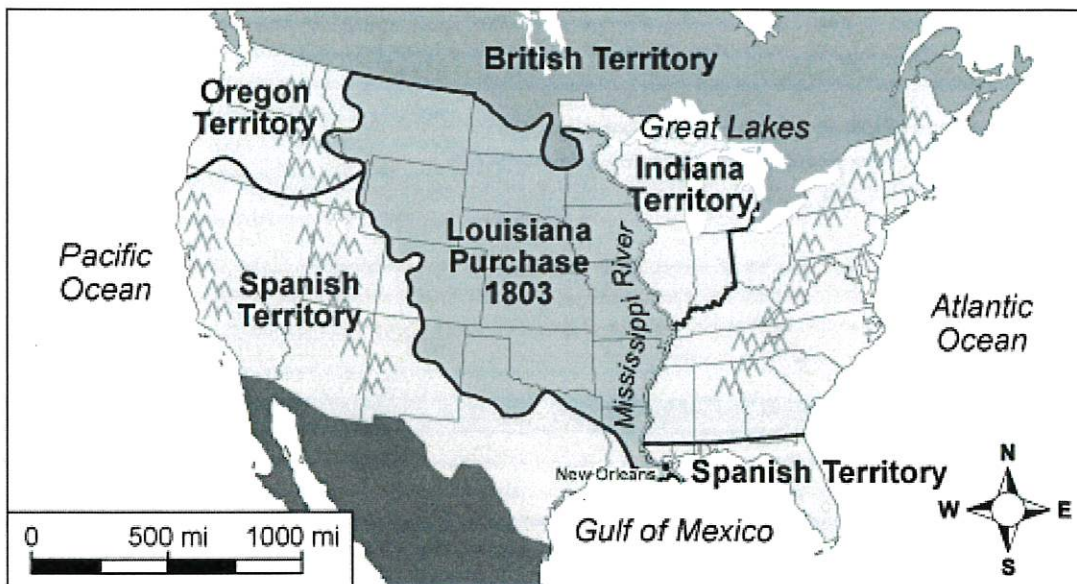 British Territory
Oregon
Territory
Great Lakes
Indiana
Territory
Louisiana
Purchase
1803
Mississippi River
Pacific
Ocean
Spanish
Territory
Atlantic
Ocean
New Orleans
Spanish Territory
Gulf of Mexico
N
W
E
S
0
500 mi
1000 mi